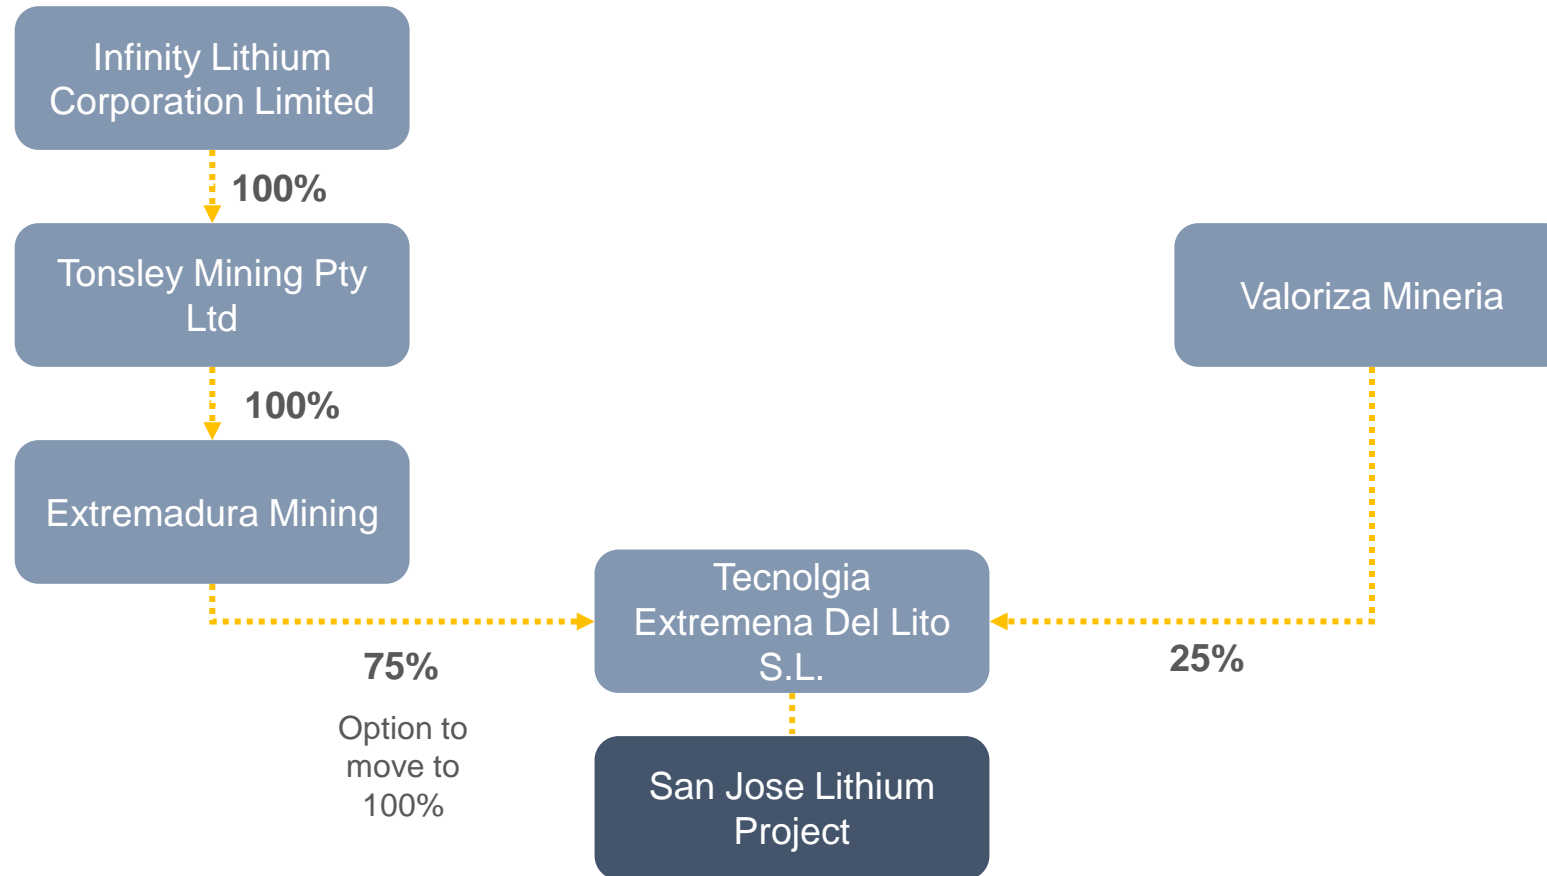 Infinity Lithium
Corporation Limited
100%
Tonsley Mining Pty
Ltd
Valoriza Mineria
100%
Extremadura Mining
Tecnolgia
Extremena Del Lito
S.L.
75%
25%
Option to
move to
100%
San Jose Lithium
Project